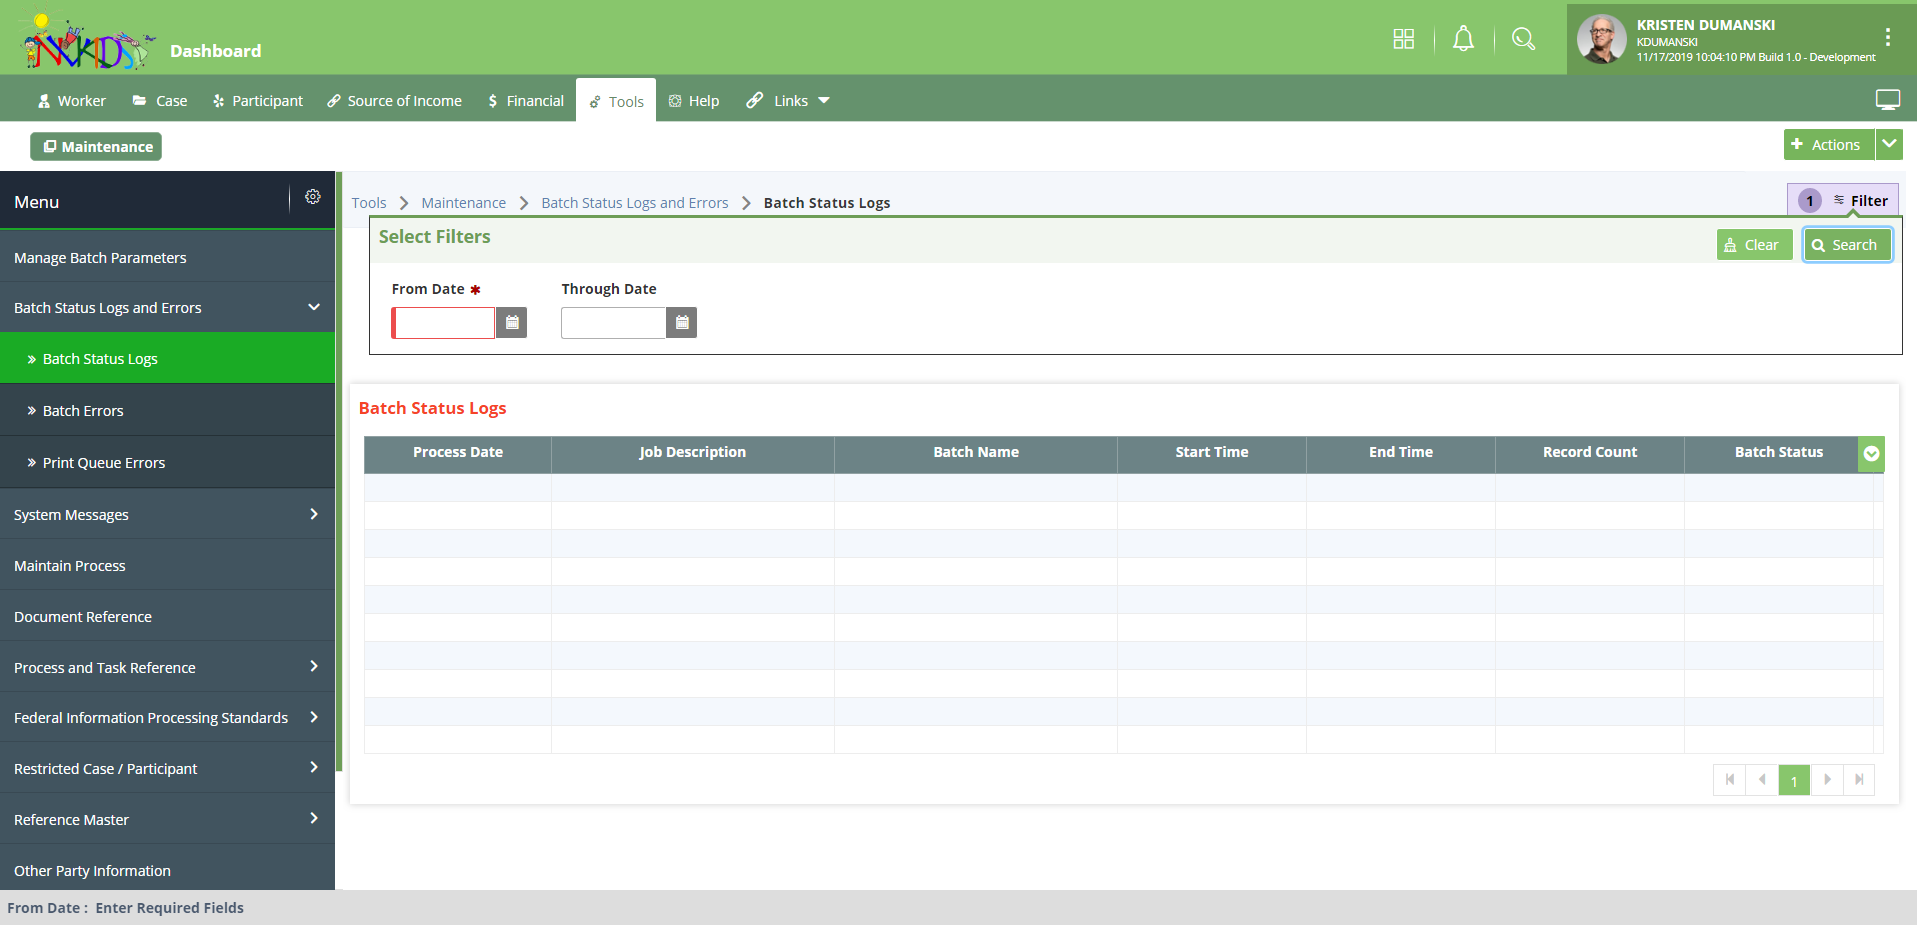 NVKIDS
Dashboard
KRISTEN DUMANSKI
KDUMANSKI
11/17/2019 10:04:10 PM Build 1.0 - Development
Worker
Case
Participant
Source of Income
$ Financial
Tools
Help
Links
Maintenance
+ Actions
Menu
Tools > Maintenance > Batch Status Logs and Errors > Batch Status Logs
1 Filter
Select Filters
Clear
Search
From Date *
Through Date
Manage Batch Parameters
Batch Status Logs and Errors
» Batch Status Logs
» Batch Errors
» Print Queue Errors
System Messages
Maintain Process
Document Reference
Process and Task Reference
Federal Information Processing Standards
Restricted Case / Participant
Reference Master
Other Party Information
Batch Status Logs
Process Date
Job Description
Batch Name
Start Time
End Time
Record Count
Batch Status
1
From Date : Enter Required Fields